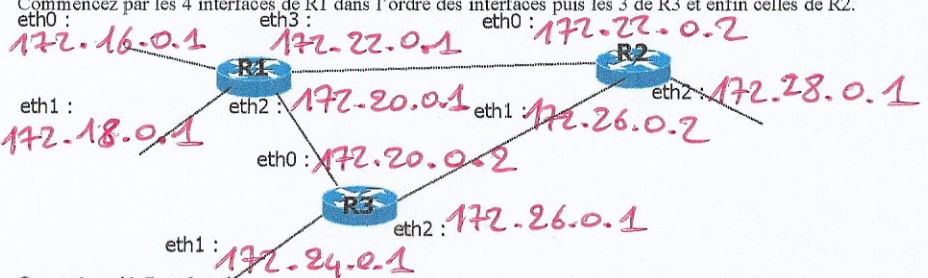 Commencez par les 4 interfaces de R1 dans l'ordre des interfaces puis les 3 de R3 et enfin celles de R2.
eth0 : 172.16.0.1
eth3 : 172.22.0.1
eth0 : 172.22.0.2
R1
R2
eth1 : 172.18.0.1
eth2 : 172.20.0.1
eth1 : 172.26.0.2
eth2 : 172.28.0.1
eth0 : 172.20.0.2
R3
eth2 : 172.26.0.1
eth1 : 172.24.0.1